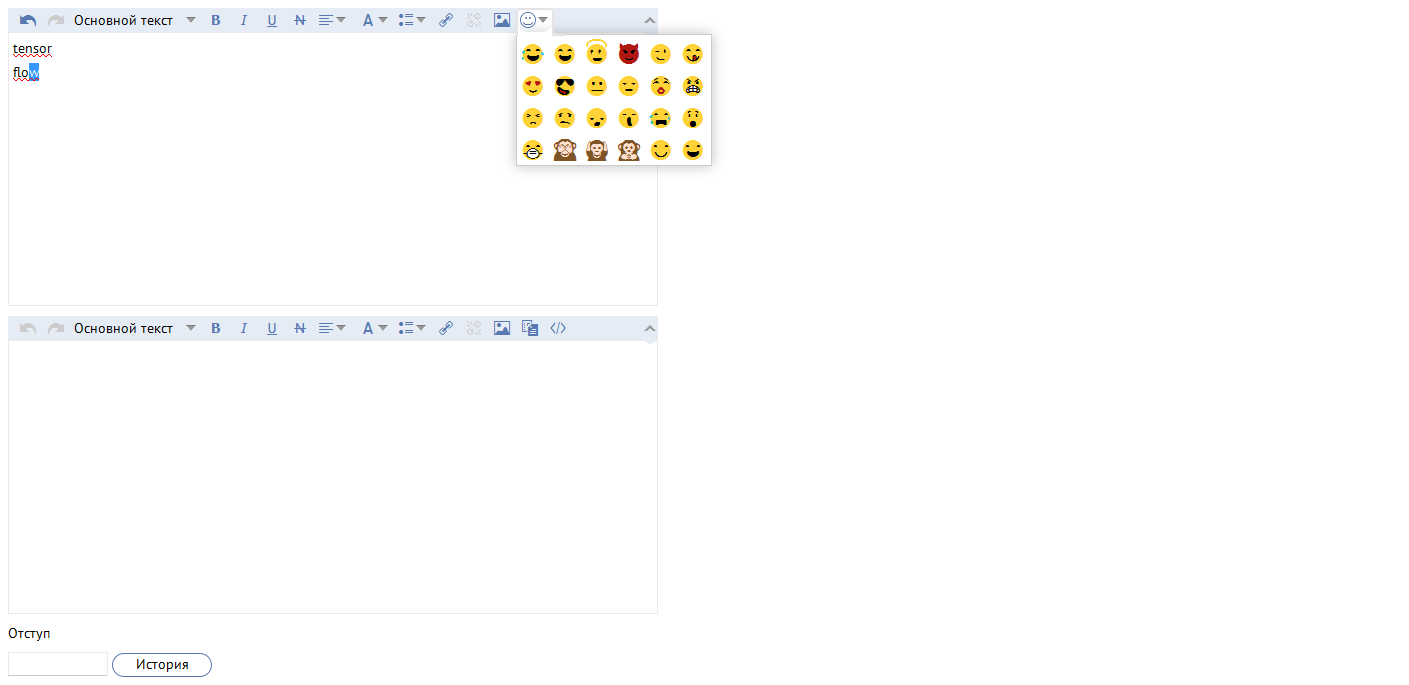 Основной текст B I U N A
tensor
flow
Основной текст B I U N A </>
Отступ
История